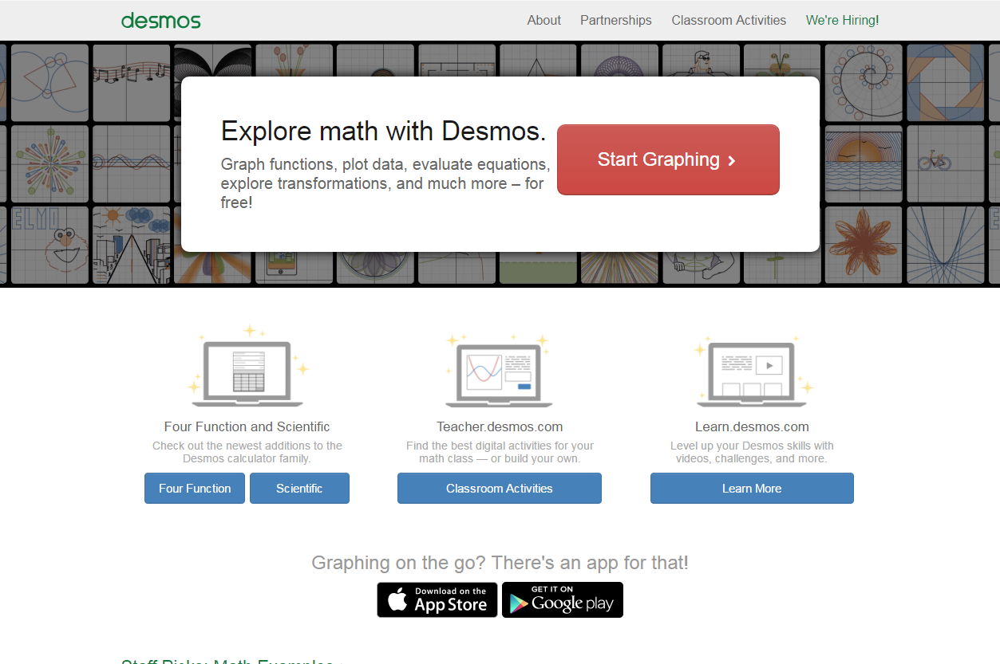 desmos
About Partnerships Classroom Activities We're Hiring!
Explore math with Desmos.
Graph functions, plot data, evaluate equations,
explore transformations, and much more – for
free!
Start Graphing ›
ELMO
Four Function and Scientific
Check out the newest additions to the
Desmos calculator family.
Four Function Scientific
Teacher.desmos.com
Find the best digital activities for your
math class — or build your own.
Classroom Activities
Learn.desmos.com
Level up your Desmos skills with
videos, challenges, and more.
Learn More
Graphing on the go? There's an app for that!
Download on the
App Store
GET IT ON
Google play
Staff Picks: Math Examples